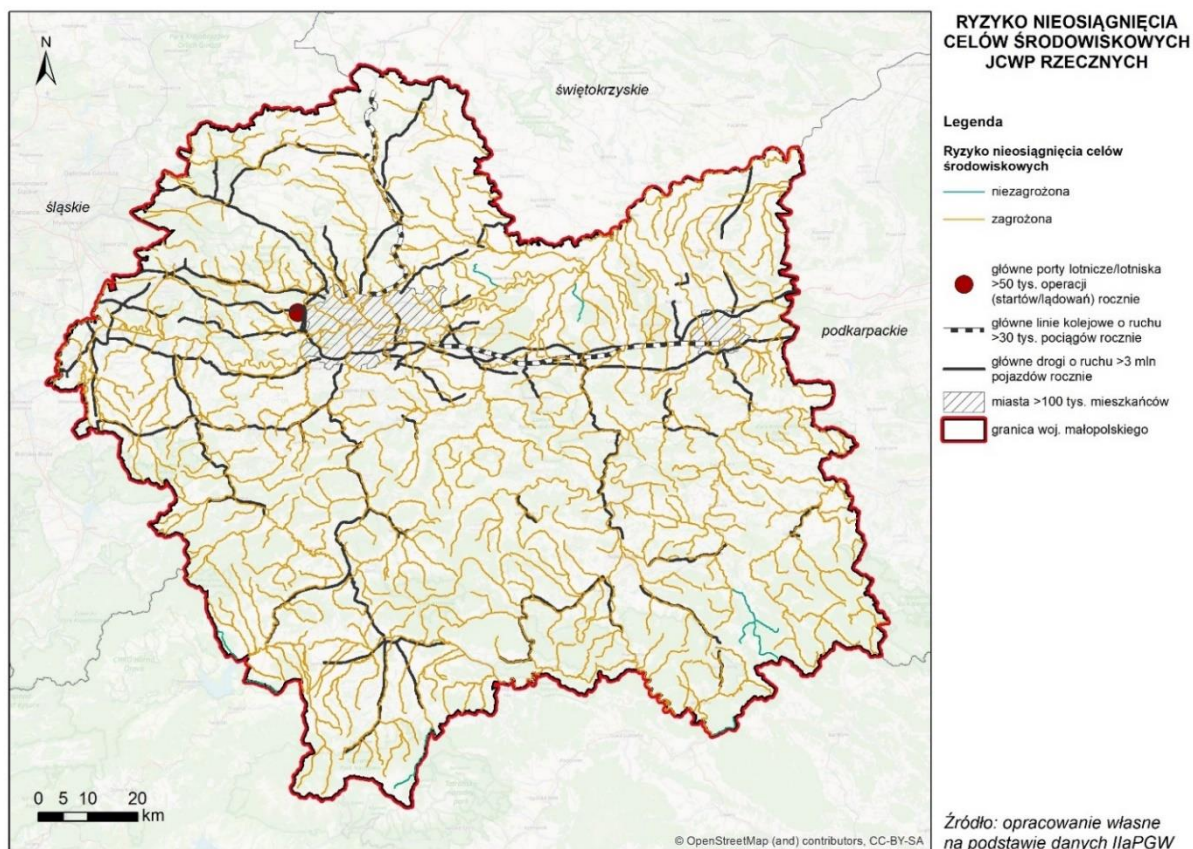 RYZYKO NIEOSIĄGNIĘCIA
CELÓW ŚRODOWISKOWYCH
JCWP RZECZNYCH
N
świętokrzyskie
śląskie
podkarpackie
Legenda
Ryzyko nieosiągnięcia celów
środowiskowych
niezagrożona
zagrożona
główne porty lotnicze/lotniska
>50 tys. operacji
(startów/lądowań) rocznie
główne linie kolejowe o ruchu
>30 tys. pociągów rocznie
główne drogi o ruchu >3 mln
pojazdów rocznie
miasta >100 tys. mieszkańców
granica woj. małopolskiego
0 5 10 20
km
© OpenStreetMap (and) contributors, CC-BY-SA
Źródło: opracowanie własne
na podstawie danych IIaPGW